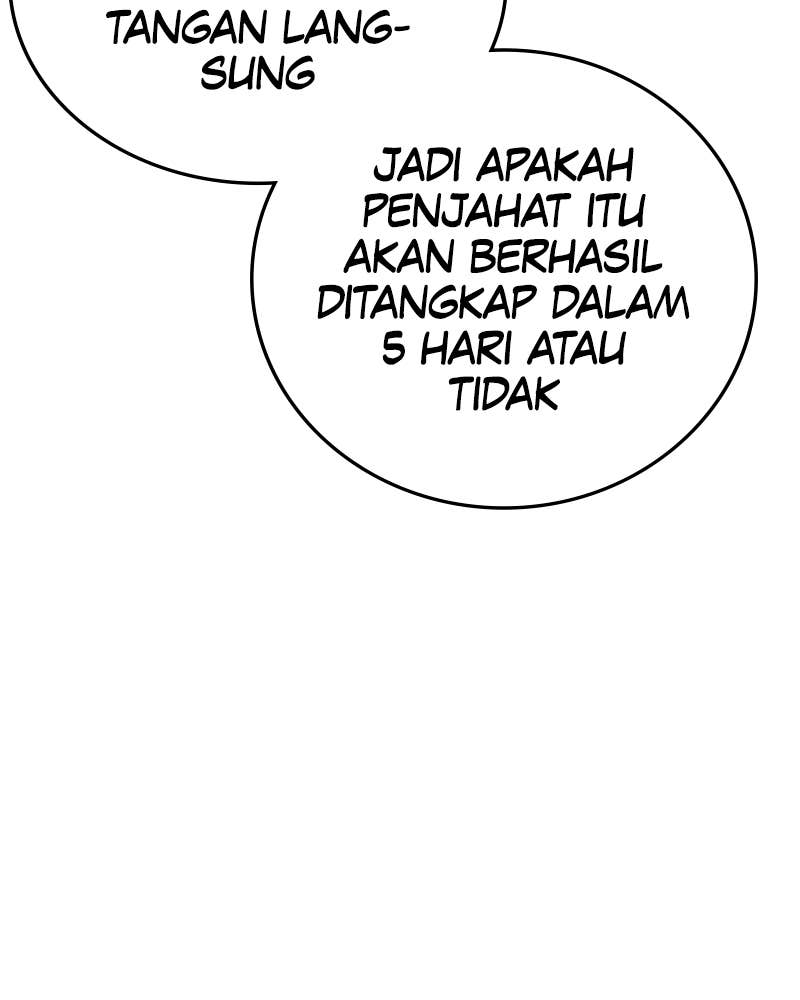 TANGAN LANG-
SUNG
JADI APAKAH
PENJAHAT ITU
AKAN BERHASIL
DITANGKAP DALAM
5 HARI ATAU
TIDAK